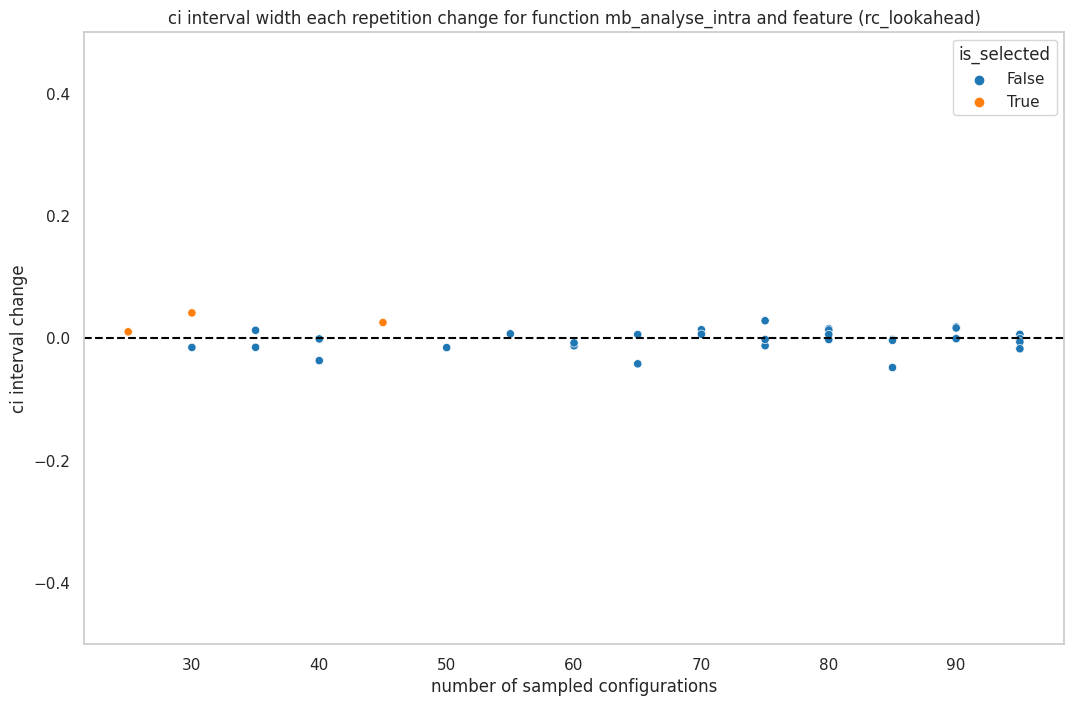 ci interval width each repetition change for function mb_analyse_intra and feature (rc_lookahead)
is_selected
False
True
0.4
0.2
0.0
−0.2
−0.4
ci interval change
30 40 50 60 70 80 90
number of sampled configurations